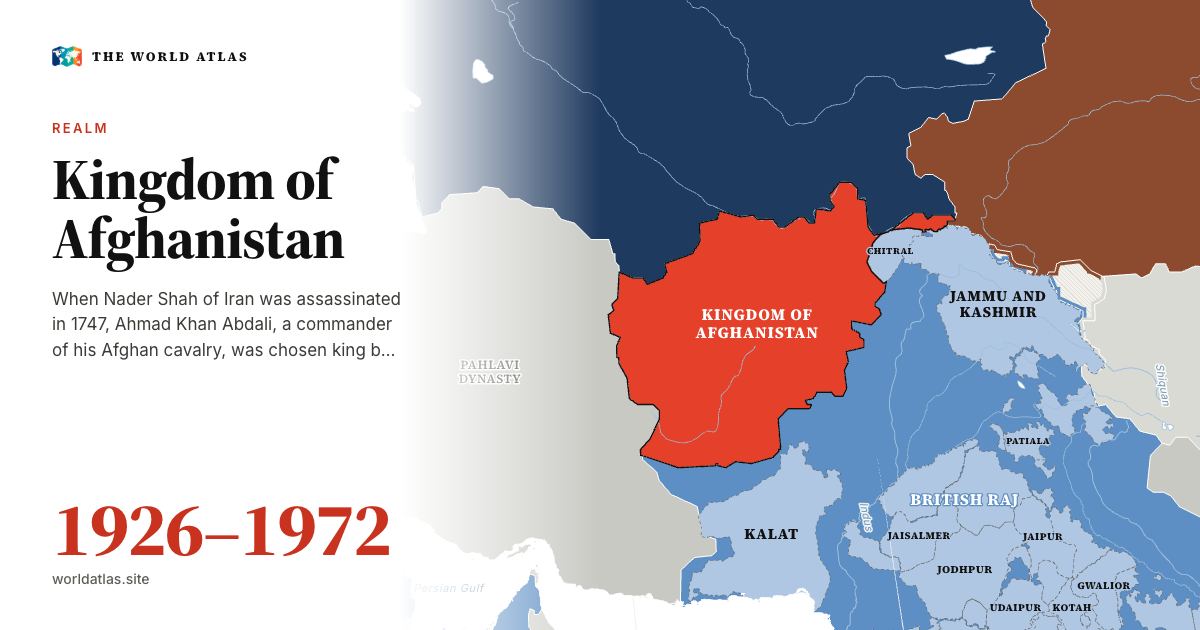 THE WORLD ATLAS
REALM
Kingdom of
Afghanistan
When Nader Shah of Iran was assassinated
in 1747, Ahmad Khan Abdali, a commander
of his Afghan cavalry, was chosen king b...
1926–1972
worldatlas.site
CHITRAL
JAMMU AND
KASHMIR
KINGDOM OF
AFGHANISTAN
PAHLAVI
DYNASTY
Shiquan
PATIALA
BRITISH RAJ
Indus
KALAT
JAISALMER
JAIPUR
JODHPUR
GWALIOR
Persian Gulf
UDAIPUR
KOTAH